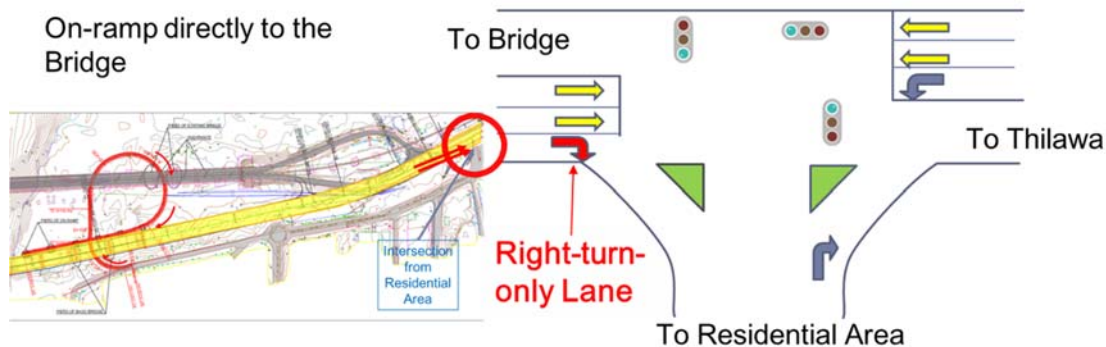 On-ramp directly to the
Bridge
To Bridge
To Thilawa
Intersection
from
Residential
Area
Right-turn-
only Lane
To Residential Area